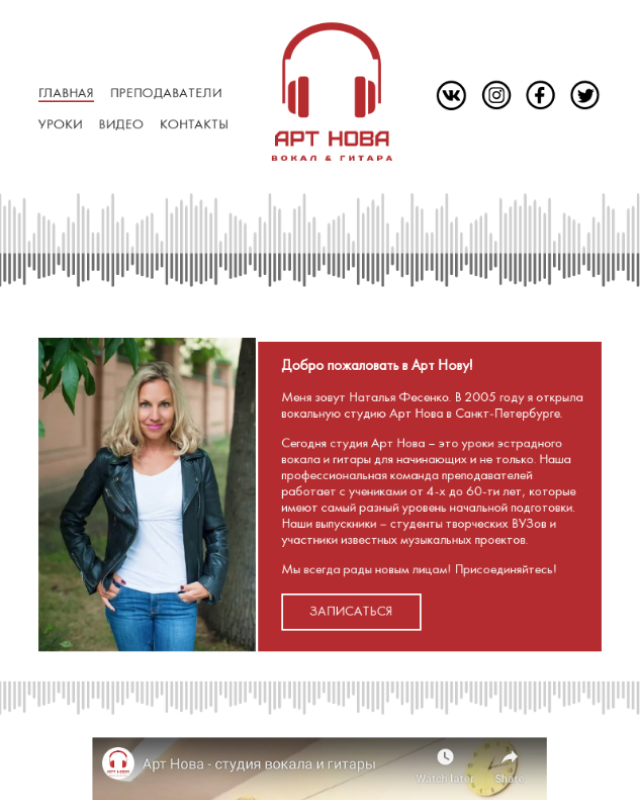 ГЛАВНАЯ ПРЕПОДАВАТЕЛИ
УРОКИ ВИДЕО КОНТАКТЫ
АРТ НОВА
ВОКАЛ & ГИТАРА
Добро пожаловать в Арт Нову!
Меня зовут Наталья Фесенко. В 2005 году я открыла
вокальную студию Арт Нова в Санкт-Петербурге.
Сегодня студия Арт Нова – это уроки эстрадного
вокала и гитары для начинающих и не только. Наша
профессиональная команда преподавателей
работает с учениками от 4-х до 60-ти лет, которые
имеют самый разный уровень начальной подготовки.
Наши выпускники – студенты творческих ВУЗов и
участники известных музыкальных проектов.
Мы всегда рады новым лицам! Присоединяйтесь!
ЗАПИСАТЬСЯ
АРТ НОВА
Арт Нова - студия вокала и гитары
Watch later
Share